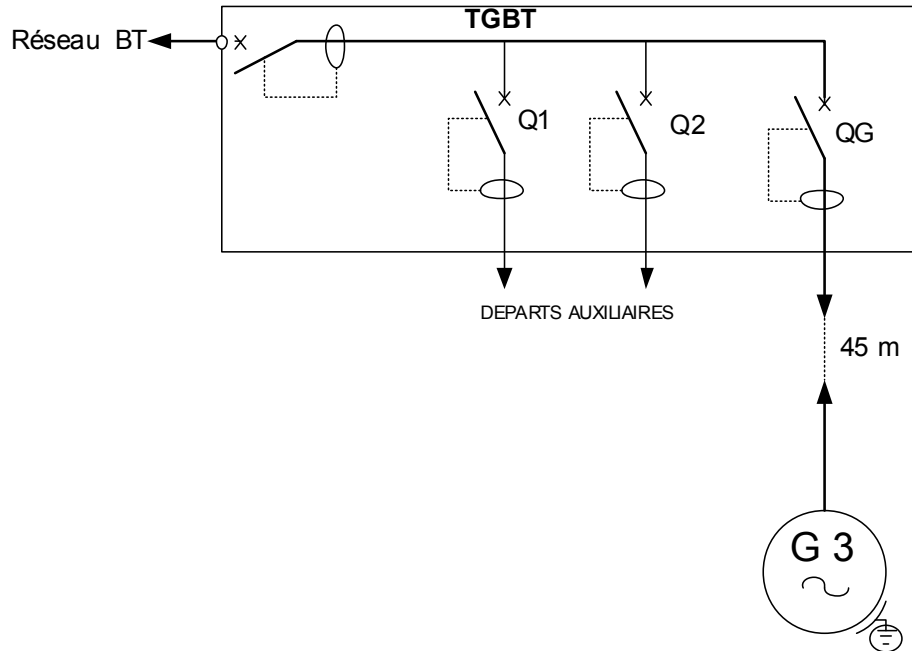 TGBT
Réseau BT
Q1
Q2
QG
DEPARTS AUXILIAIRES
45 m
G 3